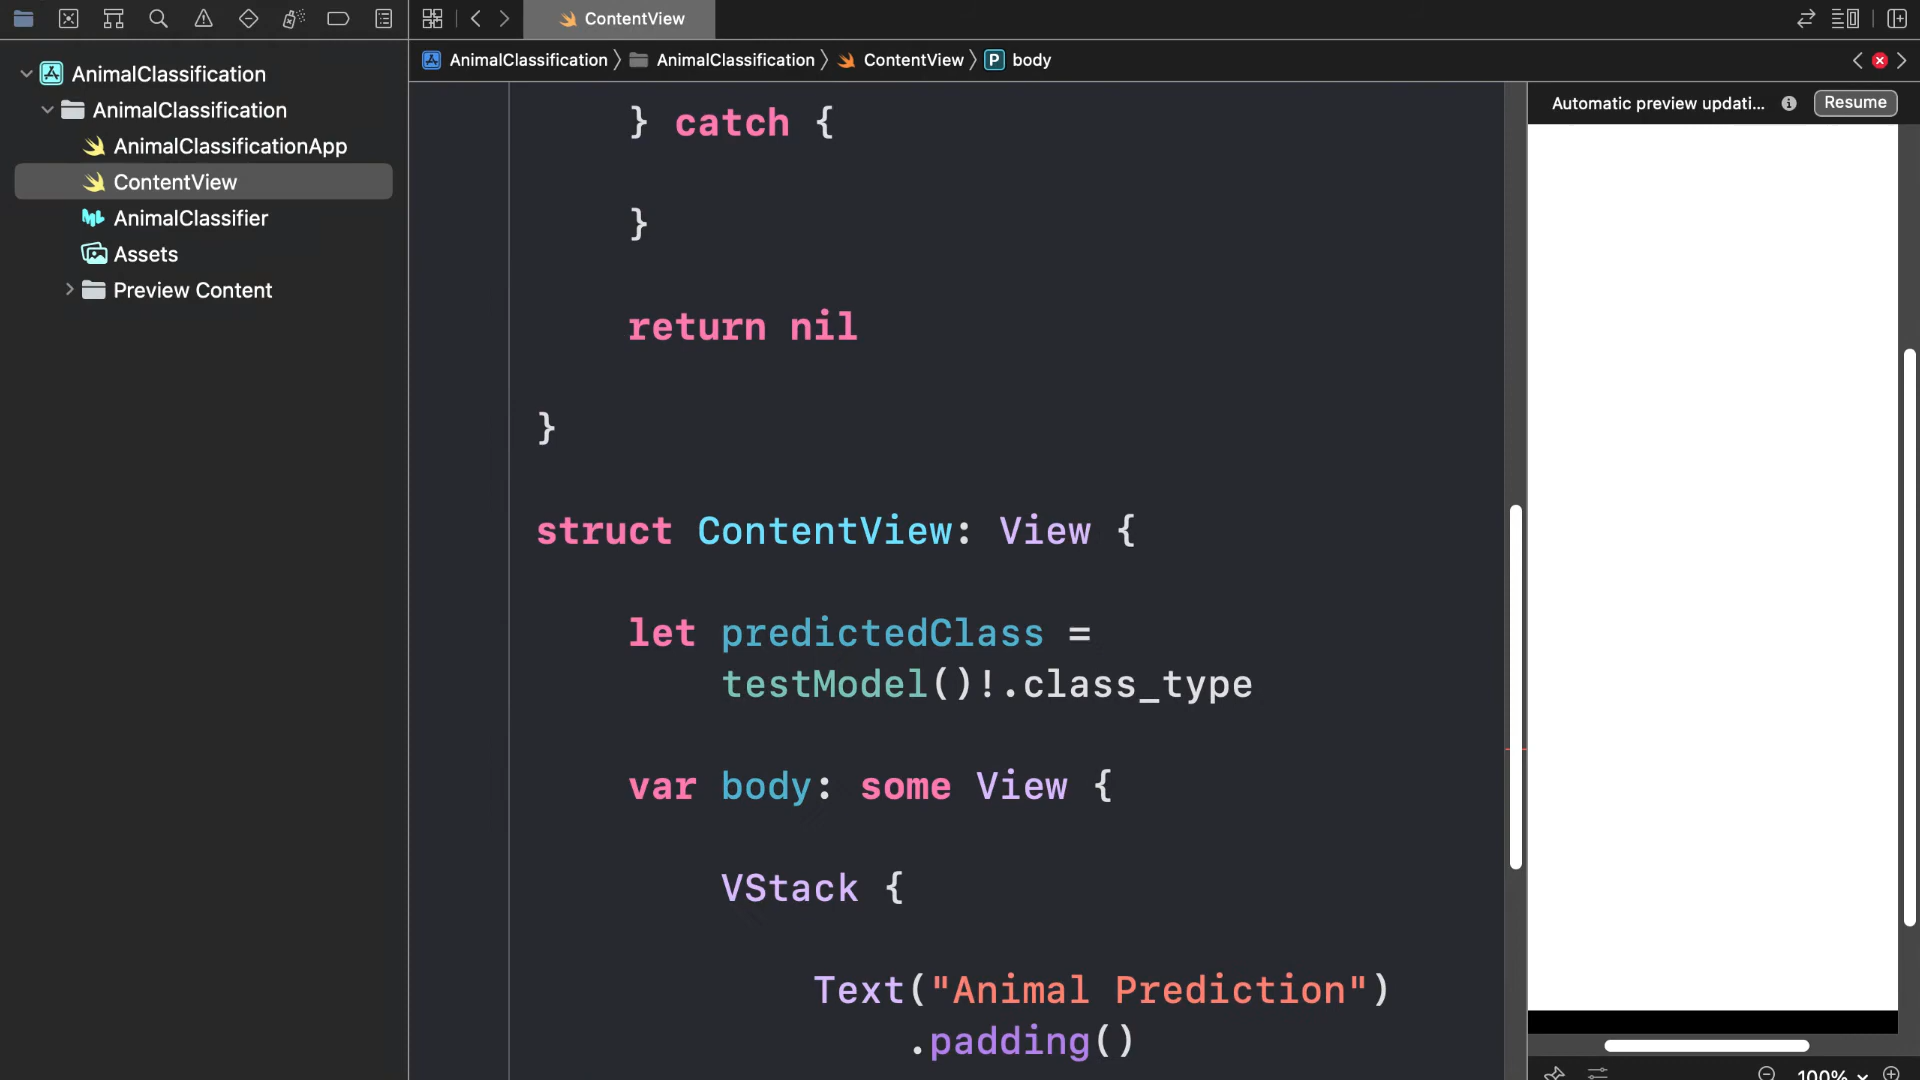 ContentView
AnimalClassification
AnimalClassification
ContentView
body
AnimalClassification
AnimalClassification
AnimalClassificationApp
ContentView
AnimalClassifier
Assets
Preview Content
} catch {
}
return nil
}
struct ContentView: View {
let predictedClass =
testModel()!.class_type
var body: some View {
VStack {
Text("Animal Prediction")
.padding()
Automatic preview updati...
Resume
100%